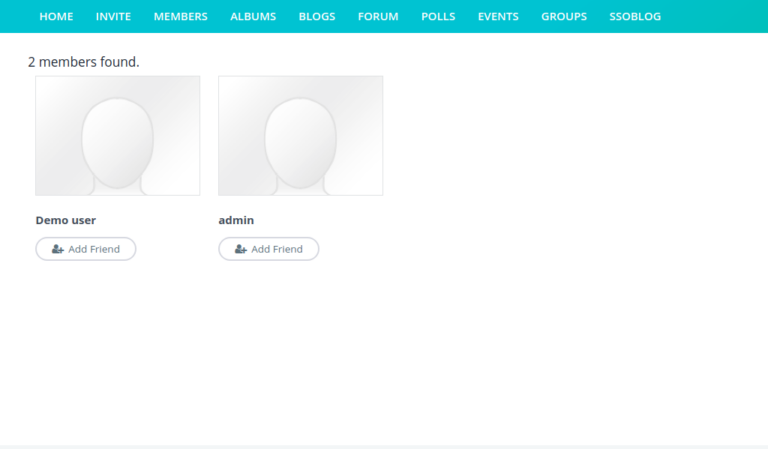 HOME INVITE MEMBERS ALBUMS BLOGS FORUM POLLS EVENTS GROUPS SSOBLOG
2 members found.
Demo user admin
Add Friend Add Friend